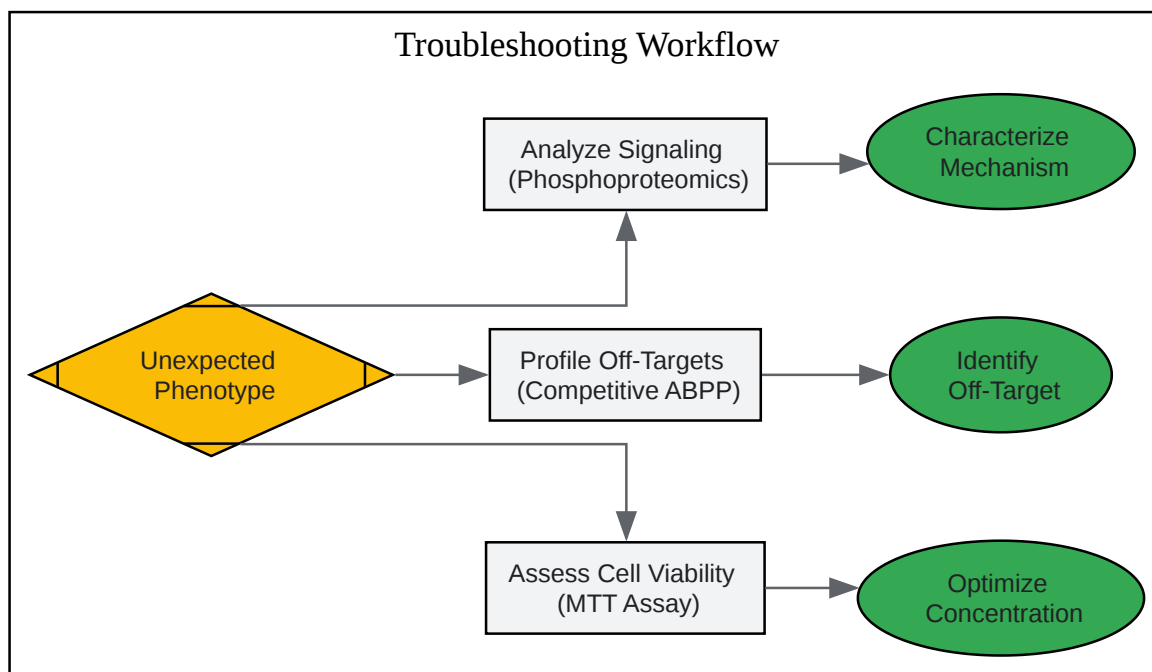 Troubleshooting Workflow
Analyze Signaling
(Phosphoproteomics)
Characterize
Mechanism
Unexpected
Phenotype
Profile Off-Targets
(Competitive ABPP)
Identify
Off-Target
Assess Cell Viability
(MTT Assay)
Optimize
Concentration